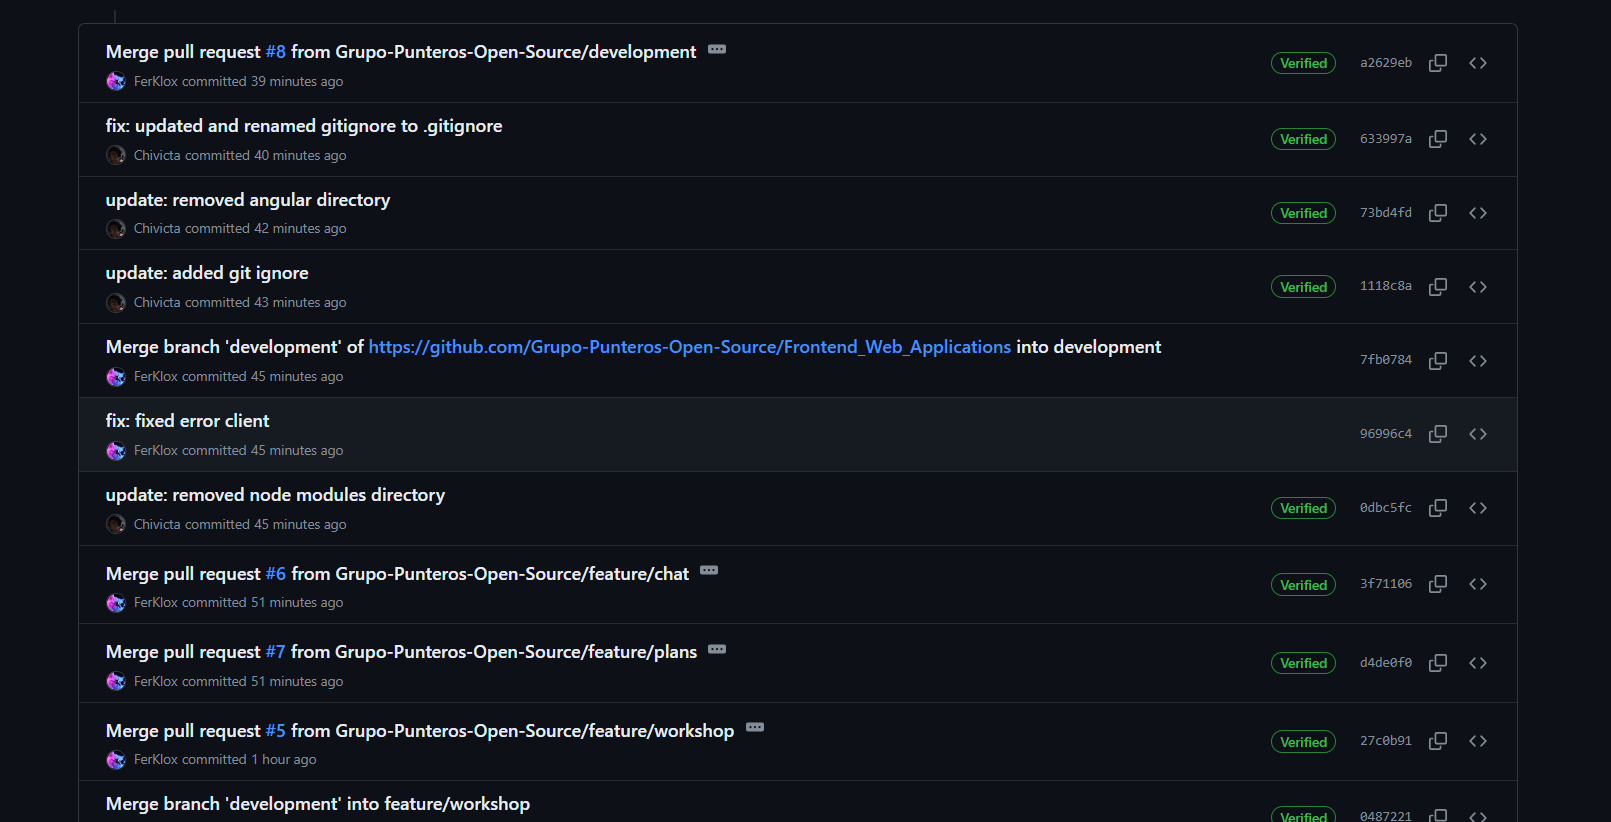 Merge pull request #8 from Grupo-Punteros-Open-Source/development
FerKlox committed 39 minutes ago
Verified
a2629eb
fix: updated and renamed gitignore to .gitignore
Chivicta committed 40 minutes ago
Verified
633997a
update: removed angular directory
Chivicta committed 42 minutes ago
Verified
73bd4fd
update: added git ignore
Chivicta committed 43 minutes ago
Verified
1118c8a
Merge branch 'development' of https://github.com/Grupo-Punteros-Open-Source/Frontend_Web_Applications into development
FerKlox committed 45 minutes ago
7fb0784
fix: fixed error client
FerKlox committed 45 minutes ago
96996c4
update: removed node modules directory
Chivicta committed 45 minutes ago
Verified
0dbc5fc
Merge pull request #6 from Grupo-Punteros-Open-Source/feature/chat
FerKlox committed 51 minutes ago
Verified
3f71106
Merge pull request #7 from Grupo-Punteros-Open-Source/feature/plans
FerKlox committed 51 minutes ago
Verified
d4de0f0
Merge pull request #5 from Grupo-Punteros-Open-Source/feature/workshop
FerKlox committed 1 hour ago
Verified
27c0b91
Merge branch 'development' into feature/workshop
Verified
0487221